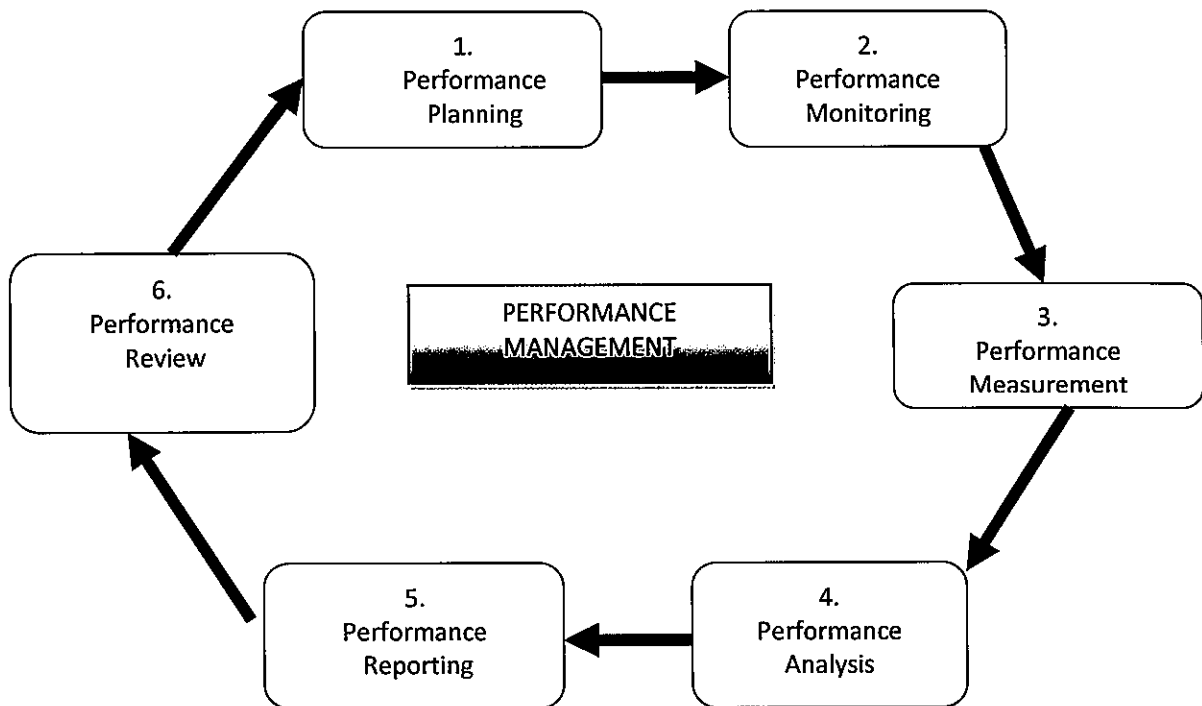 1.
Performance
Planning
2.
Performance
Monitoring
3.
Performance
Measurement
4.
Performance
Analysis
5.
Performance
Reporting
6.
Performance
Review
PERFORMANCE
MANAGEMENT